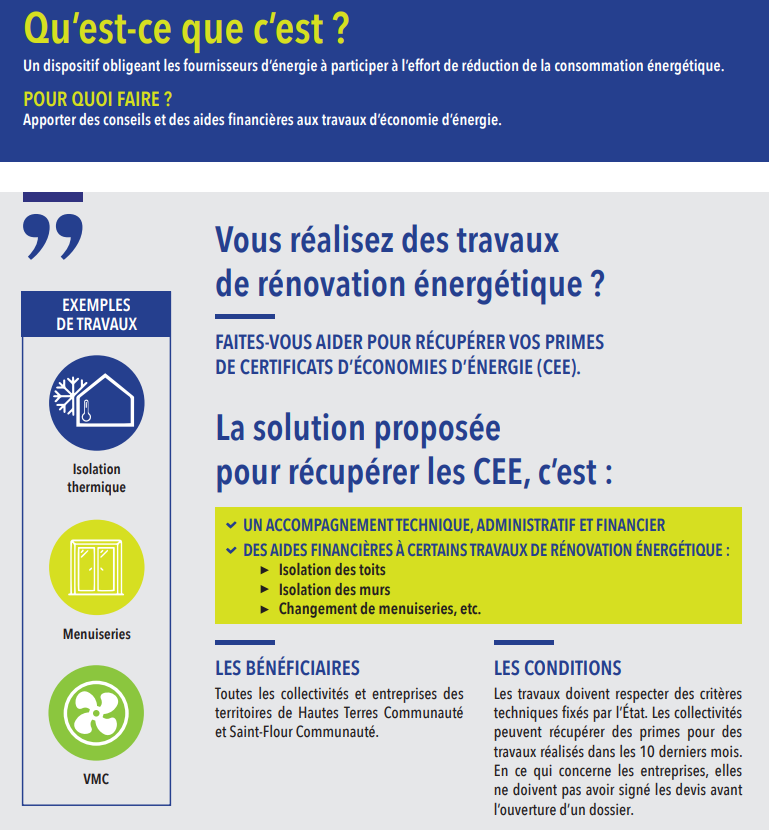 Qu’est-ce que c’est ?
Un dispositif obligeant les fournisseurs d’énergie à participer à l’effort de réduction de la consommation énergétique.
POUR QUOI FAIRE ?
Apporter des conseils et des aides financières aux travaux d’économie d’énergie.
EXEMPLES
DE TRAVAUX
Isolation
thermique
Menuiseries
VMC
Vous réalisez des travaux
de rénovation énergétique ?
FAITES-VOUS AIDER POUR RÉCUPÉRER VOS PRIMES
DE CERTIFICATS D’ÉCONOMIES D’ÉNERGIE (CEE).
La solution proposée
pour récupérer les CEE, c’est :
UN ACCOMPAGNEMENT TECHNIQUE, ADMINISTRATIF ET FINANCIER
DES AIDES FINANCIÈRES À CERTAINS TRAVAUX DE RÉNOVATION ÉNERGÉTIQUE :
► Isolation des toits
► Isolation des murs
► Changement de menuiseries, etc.
LES BÉNÉFICIAIRES
Toutes les collectivités et entreprises des
territoires de Hautes Terres Communauté
et Saint-Flour Communauté.
LES CONDITIONS
Les travaux doivent respecter des critères
techniques fixés par l’État. Les collectivités
peuvent récupérer des primes pour des
travaux réalisés dans les 10 derniers mois.
En ce qui concerne les entreprises, elles
ne doivent pas avoir signé les devis avant
l’ouverture d’un dossier.